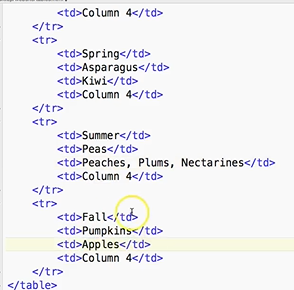 <td>Column 4</td>
</tr>
<tr>
<td>Spring</td>
<td>Asparagus</td>
<td>Kiwi</td>
<td>Column 4</td>
</tr>
<tr>
<td>Summer</td>
<td>Peas</td>
<td>Peaches, Plums, Nectarines</td>
<td>Column 4</td>
</tr>
<tr>
<td>Fall</td>
<td>Pumpkins</td>
<td>Apples</td>
<td>Column 4</td>
</tr>
</table>